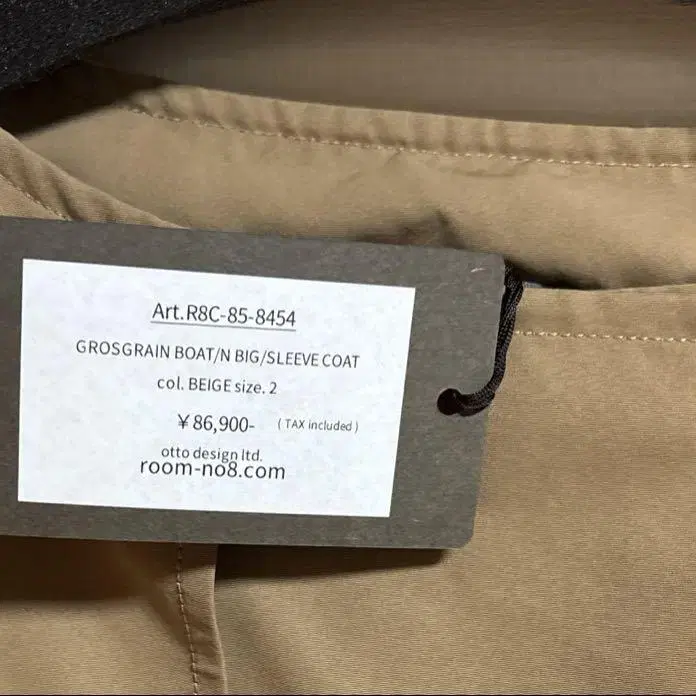 Art.R8C-85-8454
GROSGRAIN BOAT/N BIG/SLEEVE COAT
col. BEIGE size. 2
￥86,900- ( TAX included )
otto design ltd.
room-no8.com